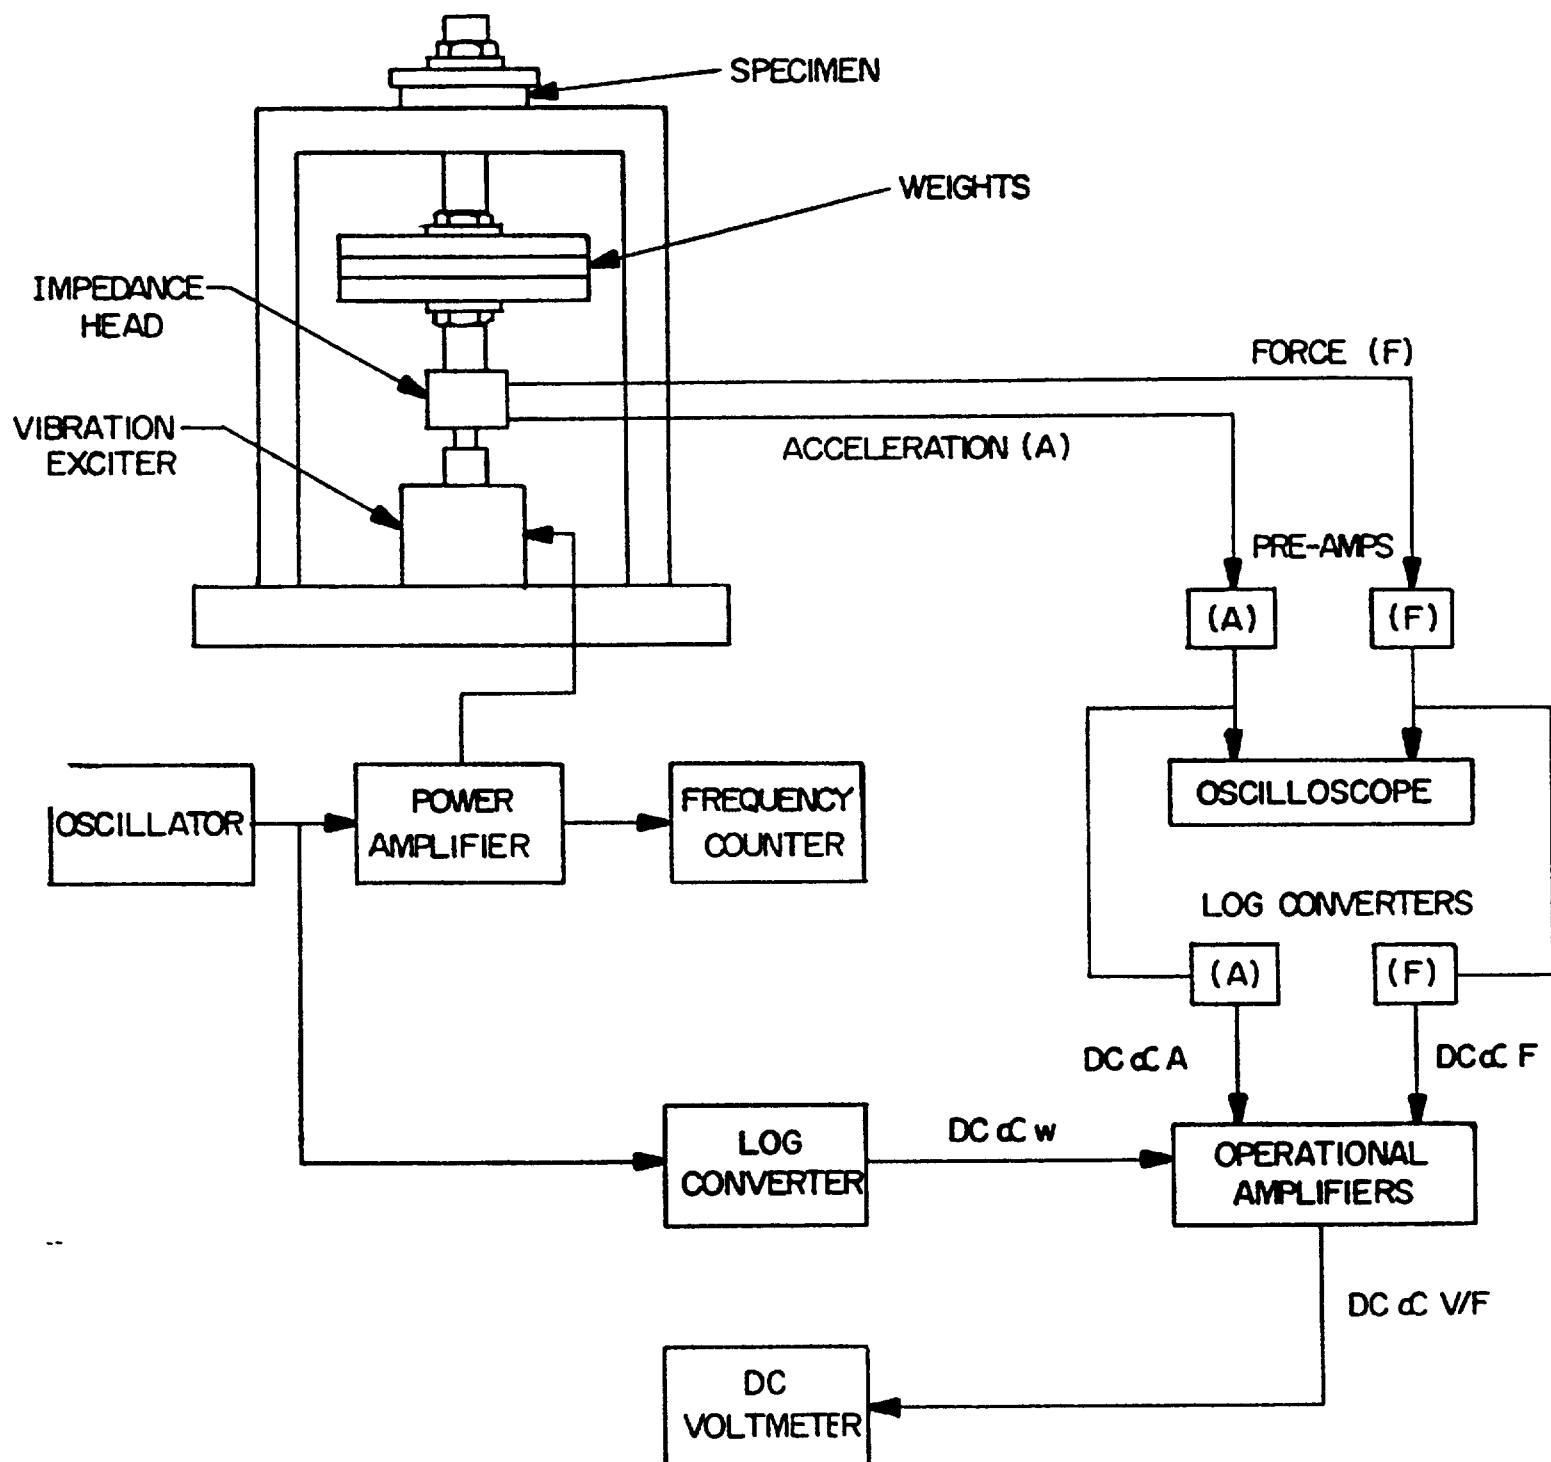 SPECIMEN
WEIGHTS
IMPEDANCE
HEAD
FORCE (F)
VIBRATION
EXCITER
ACCELERATION (A)
PRE-AMPS
(A)
(F)
OSCILLATOR
POWER
AMPLIFIER
FREQUENCY
COUNTER
OSCILLOSCOPE
LOG CONVERTERS
(A)
(F)
DC ∝ A
DC ∝ F
LOG
CONVERTER
DC ∝ w
OPERATIONAL
AMPLIFIERS
DC ∝ V/F
DC
VOLTMETER